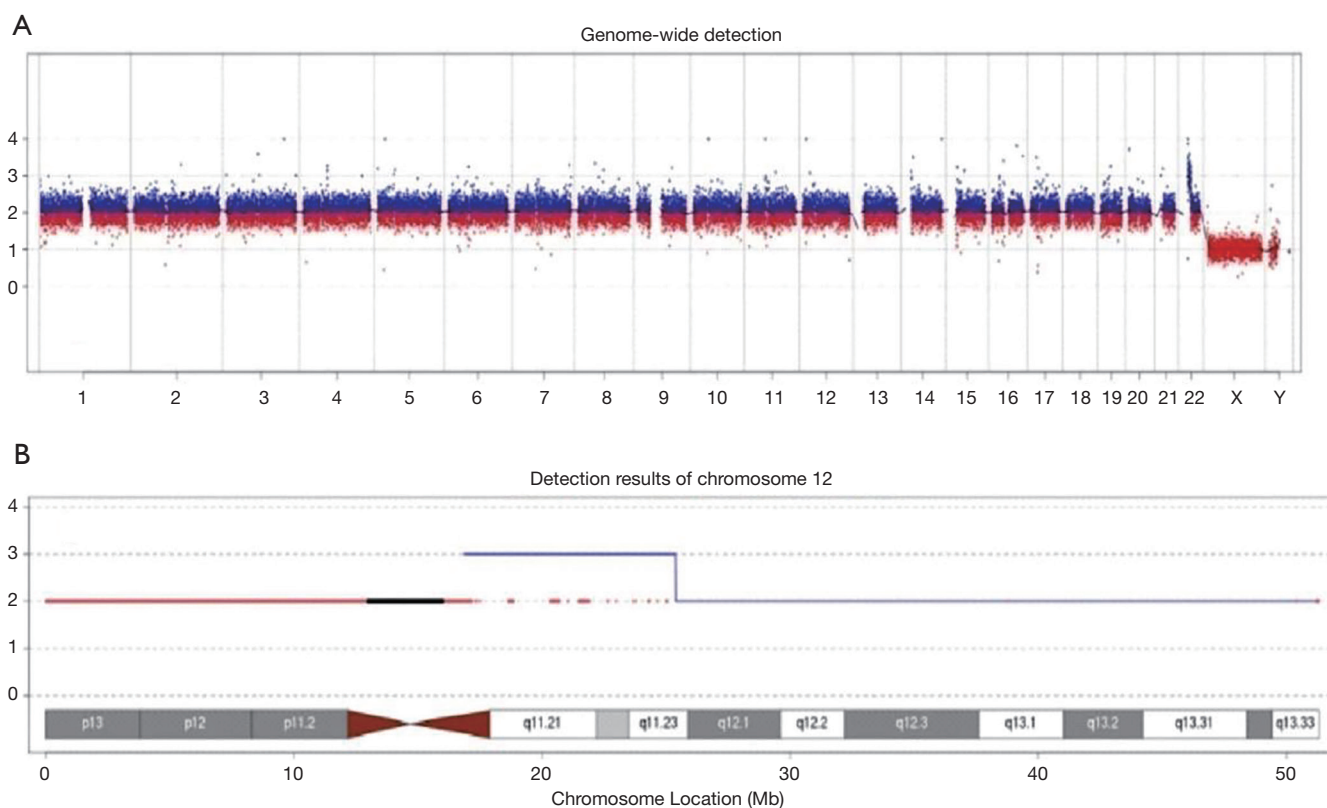 A
Genome-wide detection
4
3
2
1
0
1 2 3 4 5 6 7 8 9 10 11 12 13 14 15 16 17 18 19 20 21 22 X Y
B
Detection results of chromosome 12
4
3
2
1
0
p13 p12 p11.2 q11.21 q11.23 q12.1 q12.2 q12.3 q13.1 q13.2 q13.31 q13.33
0 10 20 30 40 50
Chromosome Location (Mb)